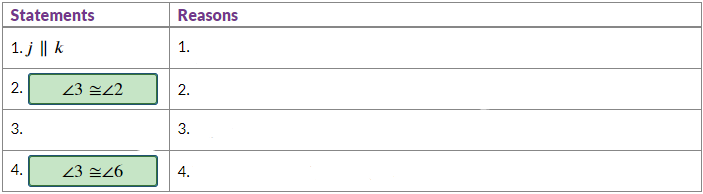 Statements Reasons
1. j ∥ k 1.
2. ∠3 ≅∠2 2.
3. 3.
4. ∠3 ≅∠6 4.